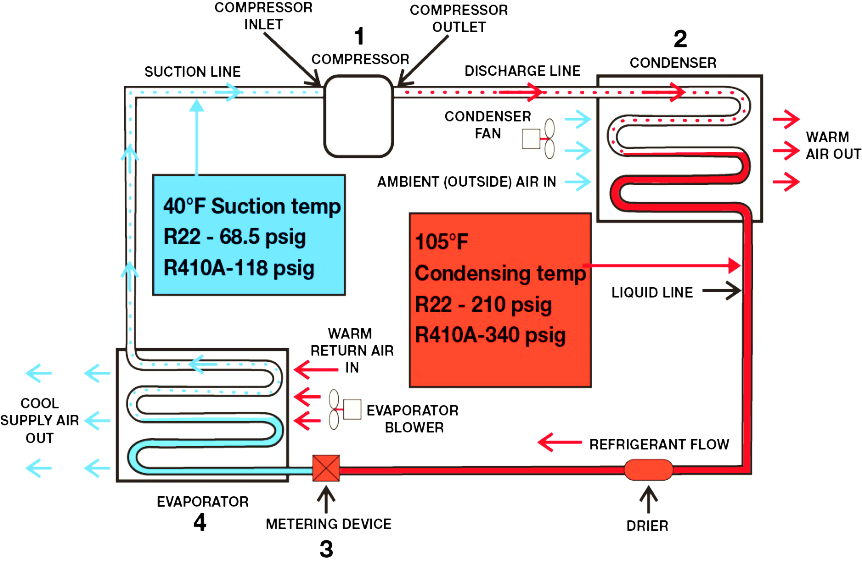 COMPRESSOR
INLET
1
COMPRESSOR
COMPRESSOR
OUTLET
2
CONDENSER
SUCTION LINE
DISCHARGE LINE
CONDENSER
FAN
WARM
AIR OUT
AMBIENT (OUTSIDE) AIR IN
40°F Suction temp
R22 - 68.5 psig
R410A-118 psig
105°F
Condensing temp
R22 - 210 psig
R410A-340 psig
LIQUID LINE
WARM
RETURN AIR
IN
COOL
SUPPLY AIR
OUT
EVAPORATOR
BLOWER
REFRIGERANT FLOW
EVAPORATOR
4
METERING DEVICE
3
DRIER